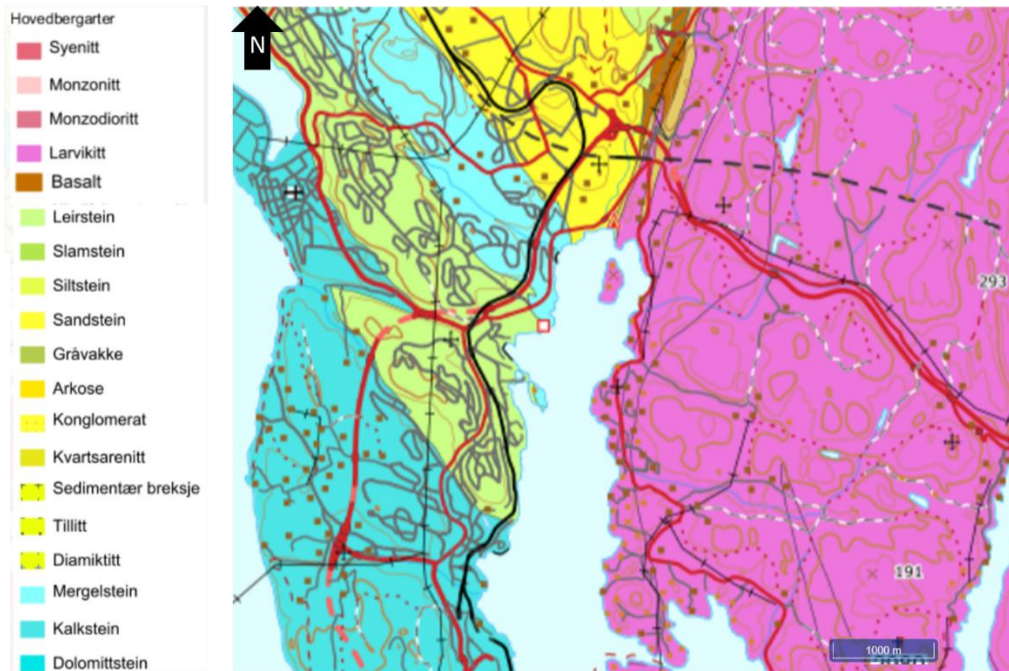 Hovedbergarter
Syenitt
Monzonitt
Monzodioritt
Larvikitt
Basalt
Leirstein
Slamstein
Siltstein
Sandstein
Gråvakke
Arkose
Konglomerat
Kvartsarenitt
Sedimentær breksje
Tillitt
Diamiktitt
Mergelstein
Kalkstein
Dolomittstein
N
293
191
1000 m